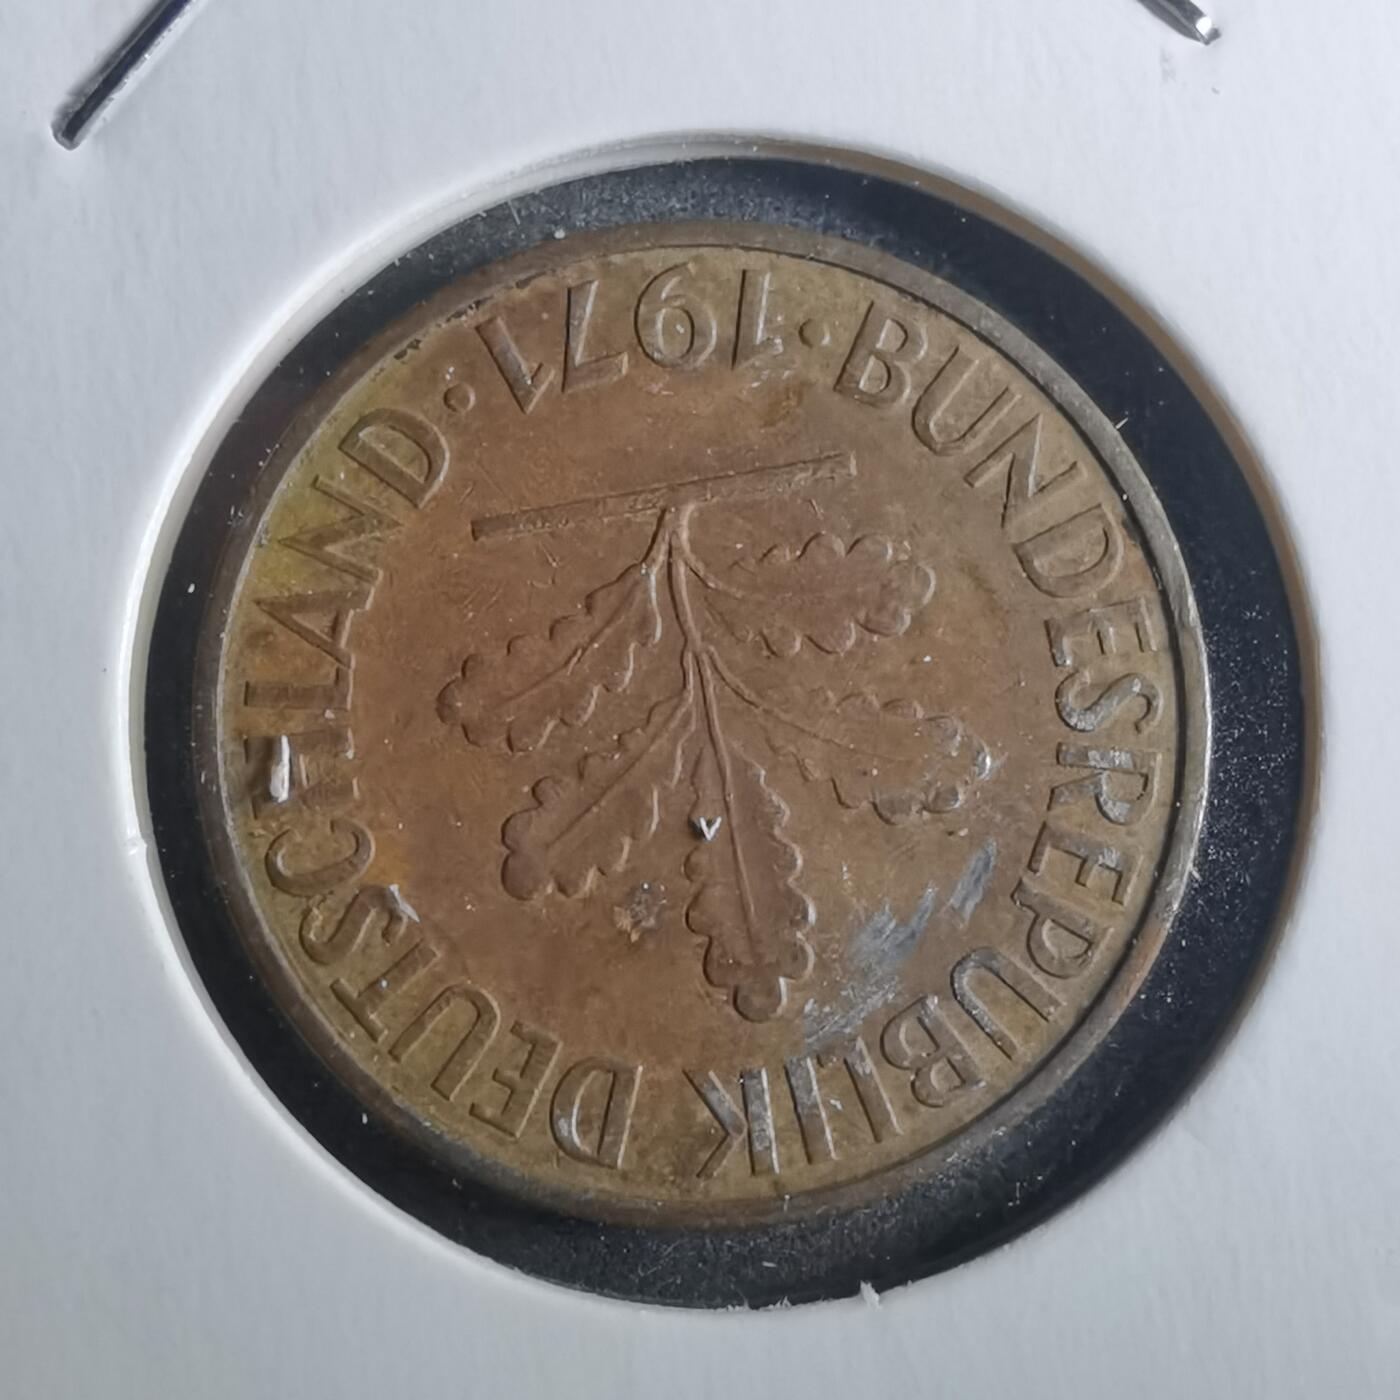 BUNDESREPUBLIK DEUTSCHLAND
· 1971 ·